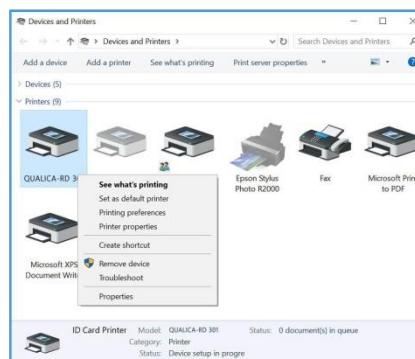 Devices and Printers
Devices and Printers
Search Devices and Printers
Add a device Add a printer See what's printing Print server properties »
Devices (5)
Printers (9)
QUALICA-RD 30
Epson Stylus
Photo R2000
Fax
Microsoft Prin
to PDF
See what's printing
Set as default printer
Printing preferences
Printer properties
Create shortcut
Remove device
Troubleshoot
Properties
Microsoft XPS
Document Write
ID Card Printer Model: QUALICA-RD 301 Status: 0 document(s) in queue
Category: Printer
Status: Device setup in progre